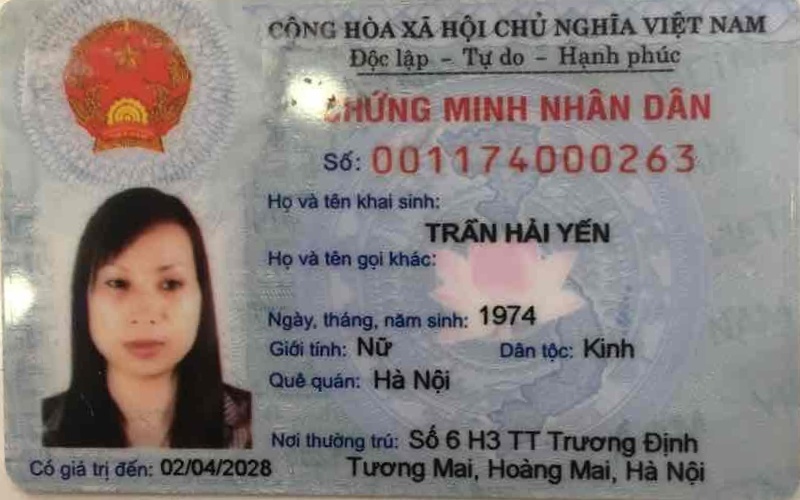 CỘNG HÒA XÃ HỘI CHỦ NGHĨA VIỆT NAM
Độc lập - Tự do - Hạnh phúc
CHỨNG MINH NHÂN DÂN
Số: 001174000263
Họ và tên khai sinh:
TRẦN HẢI YẾN
Họ và tên gọi khác:
Ngày, tháng, năm sinh: 1974
Giới tính: Nữ Dân tộc: Kinh
Quê quán: Hà Nội
Nơi thường trú: Số 6 H3 TT Trương Định
Tương Mai, Hoàng Mai, Hà Nội
Có giá trị đến: 02/04/2028